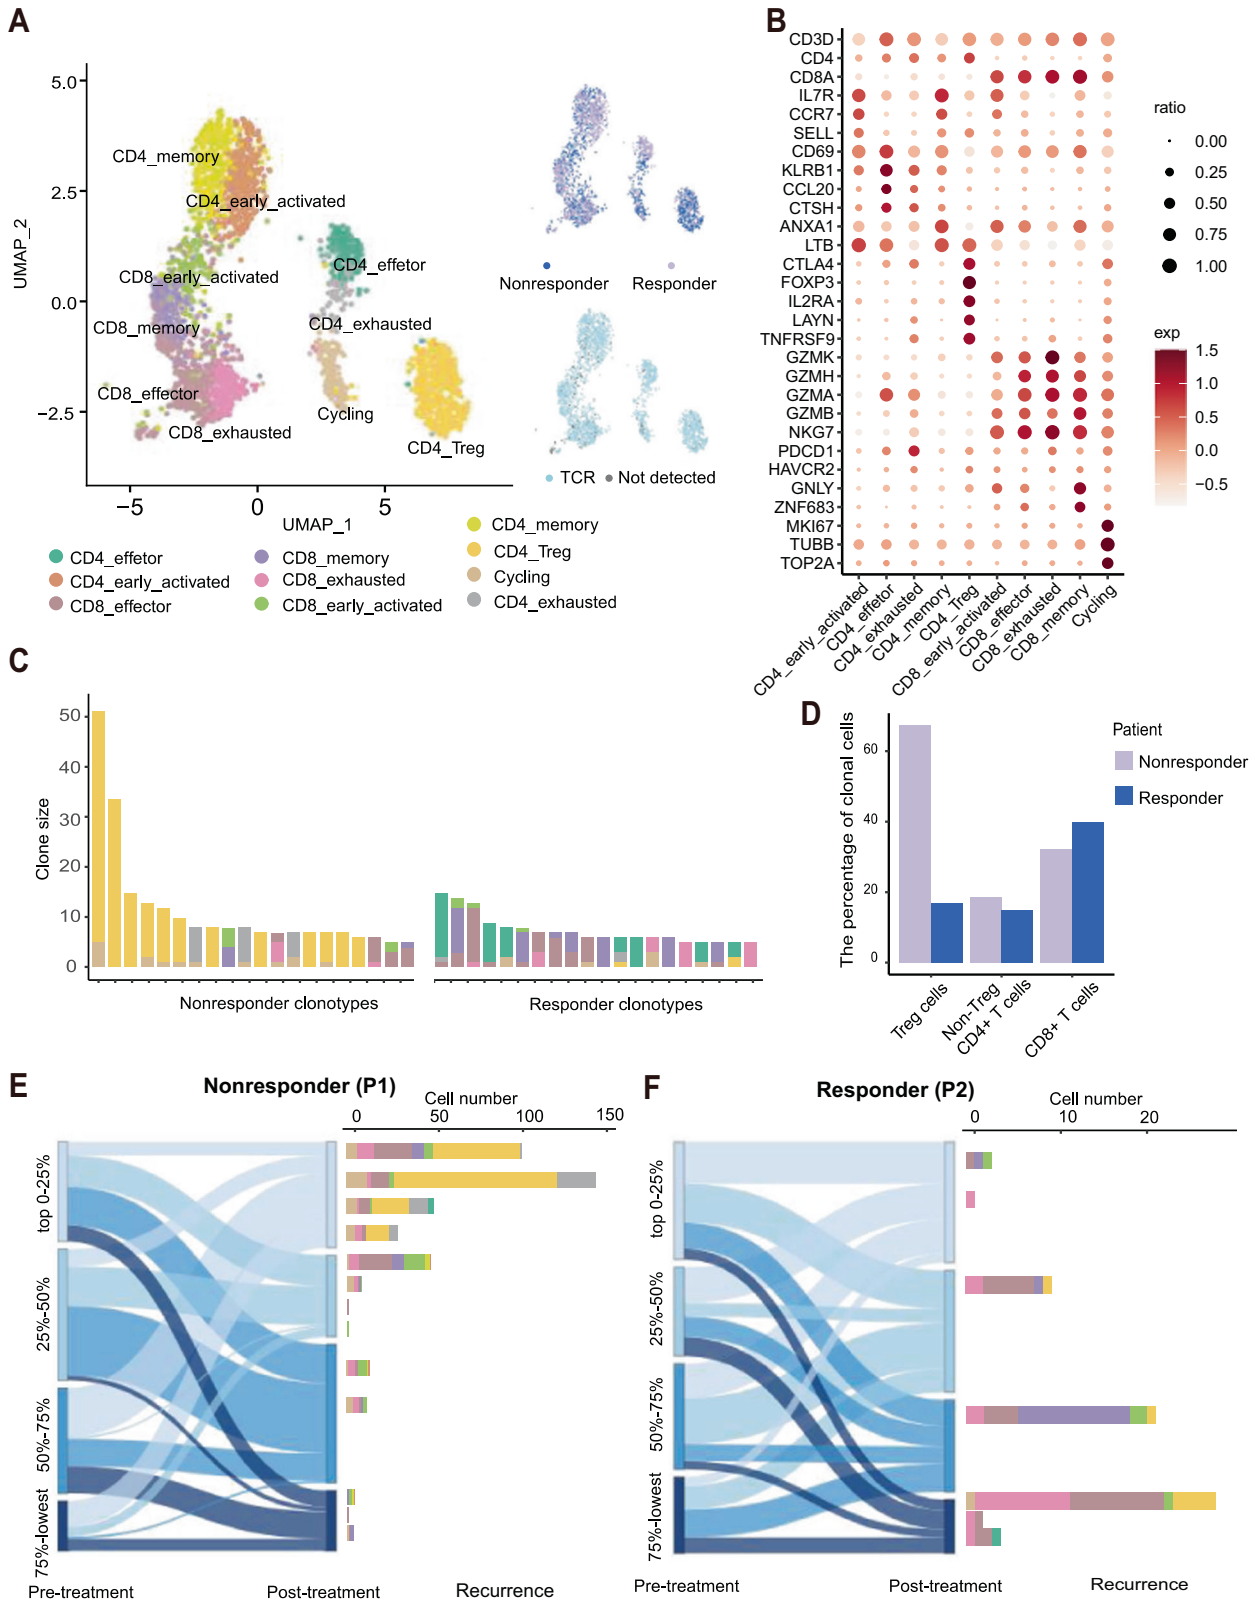 A
5.0
2.5
0.0
−2.5
UMAP_2
−5
0
5
UMAP_1
CD4_memory
CD4_early_activated
CD8_early_activated
CD8_memory
CD8_effector
CD8_exhausted
CD4_effetor
CD4_exhausted
Cycling
CD4_Treg
Nonresponder
Responder
TCR
Not detected
CD4_effetor
CD4_early_activated
CD8_effector
CD8_memory
CD8_exhausted
CD8_early_activated
CD4_memory
CD4_Treg
Cycling
CD4_exhausted
B
CD3D
CD4
CD8A
IL7R
CCR7
SELL
CD69
KLRB1
CCL20
CTSH
ANXA1
LTB
CTLA4
FOXP3
IL2RA
LAYN
TNFRSF9
GZMK
GZMH
GZMA
GZMB
NKG7
PDCD1
HAVCR2
GNLY
ZNF683
MKI67
TUBB
TOP2A
CD4_early_activated
CD4_effetor
CD4_exhausted
CD4_memory
CD4_Treg
CD8_early_activated
CD8_effector
CD8_exhausted
CD8_memory
Cycling
ratio
0.00
0.25
0.50
0.75
1.00
exp
1.5
1.0
0.5
0.0
−0.5
C
Clone size
50
40
30
20
10
0
Nonresponder clonotypes
Responder clonotypes
D
The percentage of clonal cells
60
40
20
0
Treg cells
Non-Treg
CD4+ T cells
CD8+ T cells
Patient
Nonresponder
Responder
E
Nonresponder (P1)
Cell number
0
50
100
150
top 0-25%
25%-50%
50%-75%
75%-lowest
Pre-treatment
Post-treatment
Recurrence
F
Responder (P2)
Cell number
0
10
20
top 0-25%
25%-50%
50%-75%
75%-lowest
Pre-treatment
Post-treatment
Recurrence